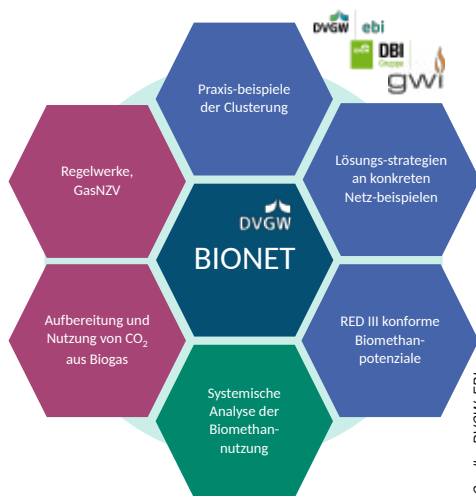 DVGW ebi
DBI
Gruppe
gwi
Praxis-beispiele
der Clusterung
Regelwerke,
GasNZV
Lösungs-strategien
an konkreten
Netz-beispielen
DVGW
BIONET
Aufbereitung und
Nutzung von CO2
aus Biogas
RED III konforme
Biomethan-
potenziale
Systemische
Analyse der
Biomethan-
nutzung